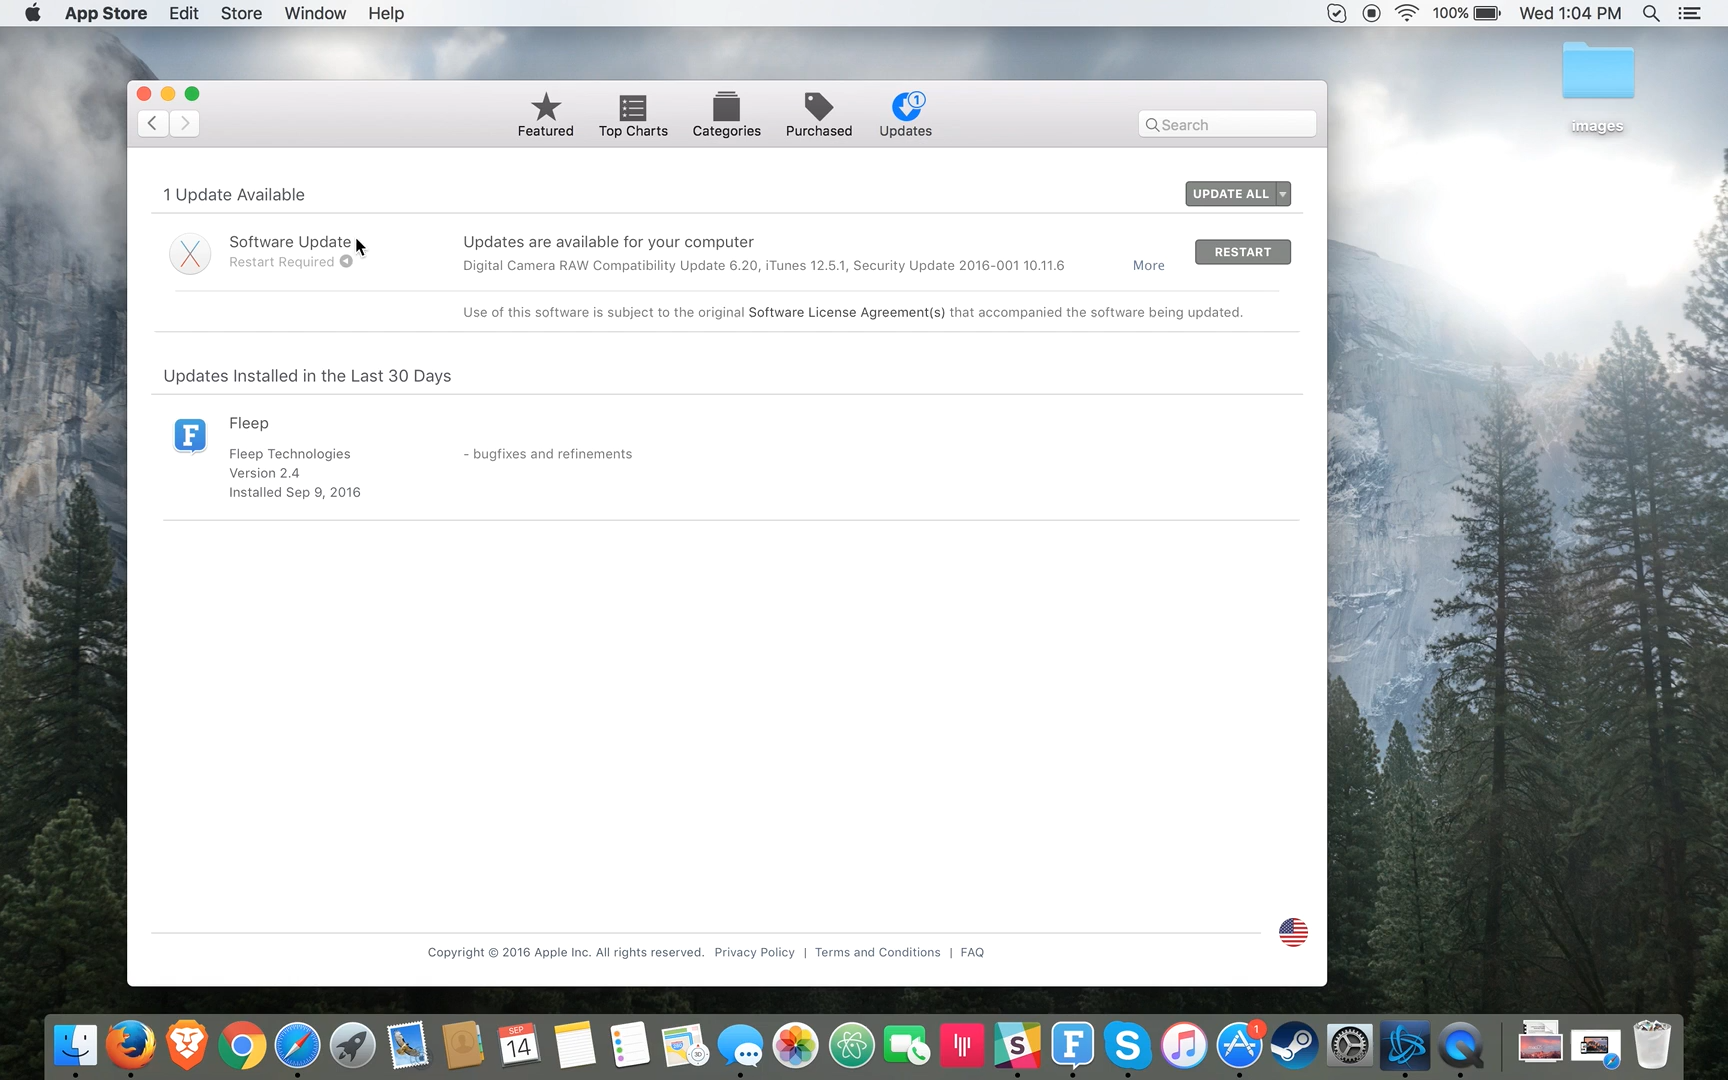 App Store Edit Store Window Help 100% Wed 1:04 PM
images
Featured Top Charts Categories Purchased Updates
1
Search
1 Update Available
UPDATE ALL
Software Update
Restart Required
Updates are available for your computer
Digital Camera RAW Compatibility Update 6.20, iTunes 12.5.1, Security Update 2016-001 10.11.6
More
RESTART
Use of this software is subject to the original Software License Agreement(s) that accompanied the software being updated.
Updates Installed in the Last 30 Days
F
Fleep
Fleep Technologies
Version 2.4
Installed Sep 9, 2016
- bugfixes and refinements
Copyright © 2016 Apple Inc. All rights reserved. Privacy Policy | Terms and Conditions | FAQ
SEP
14
3D
S
F
S
1